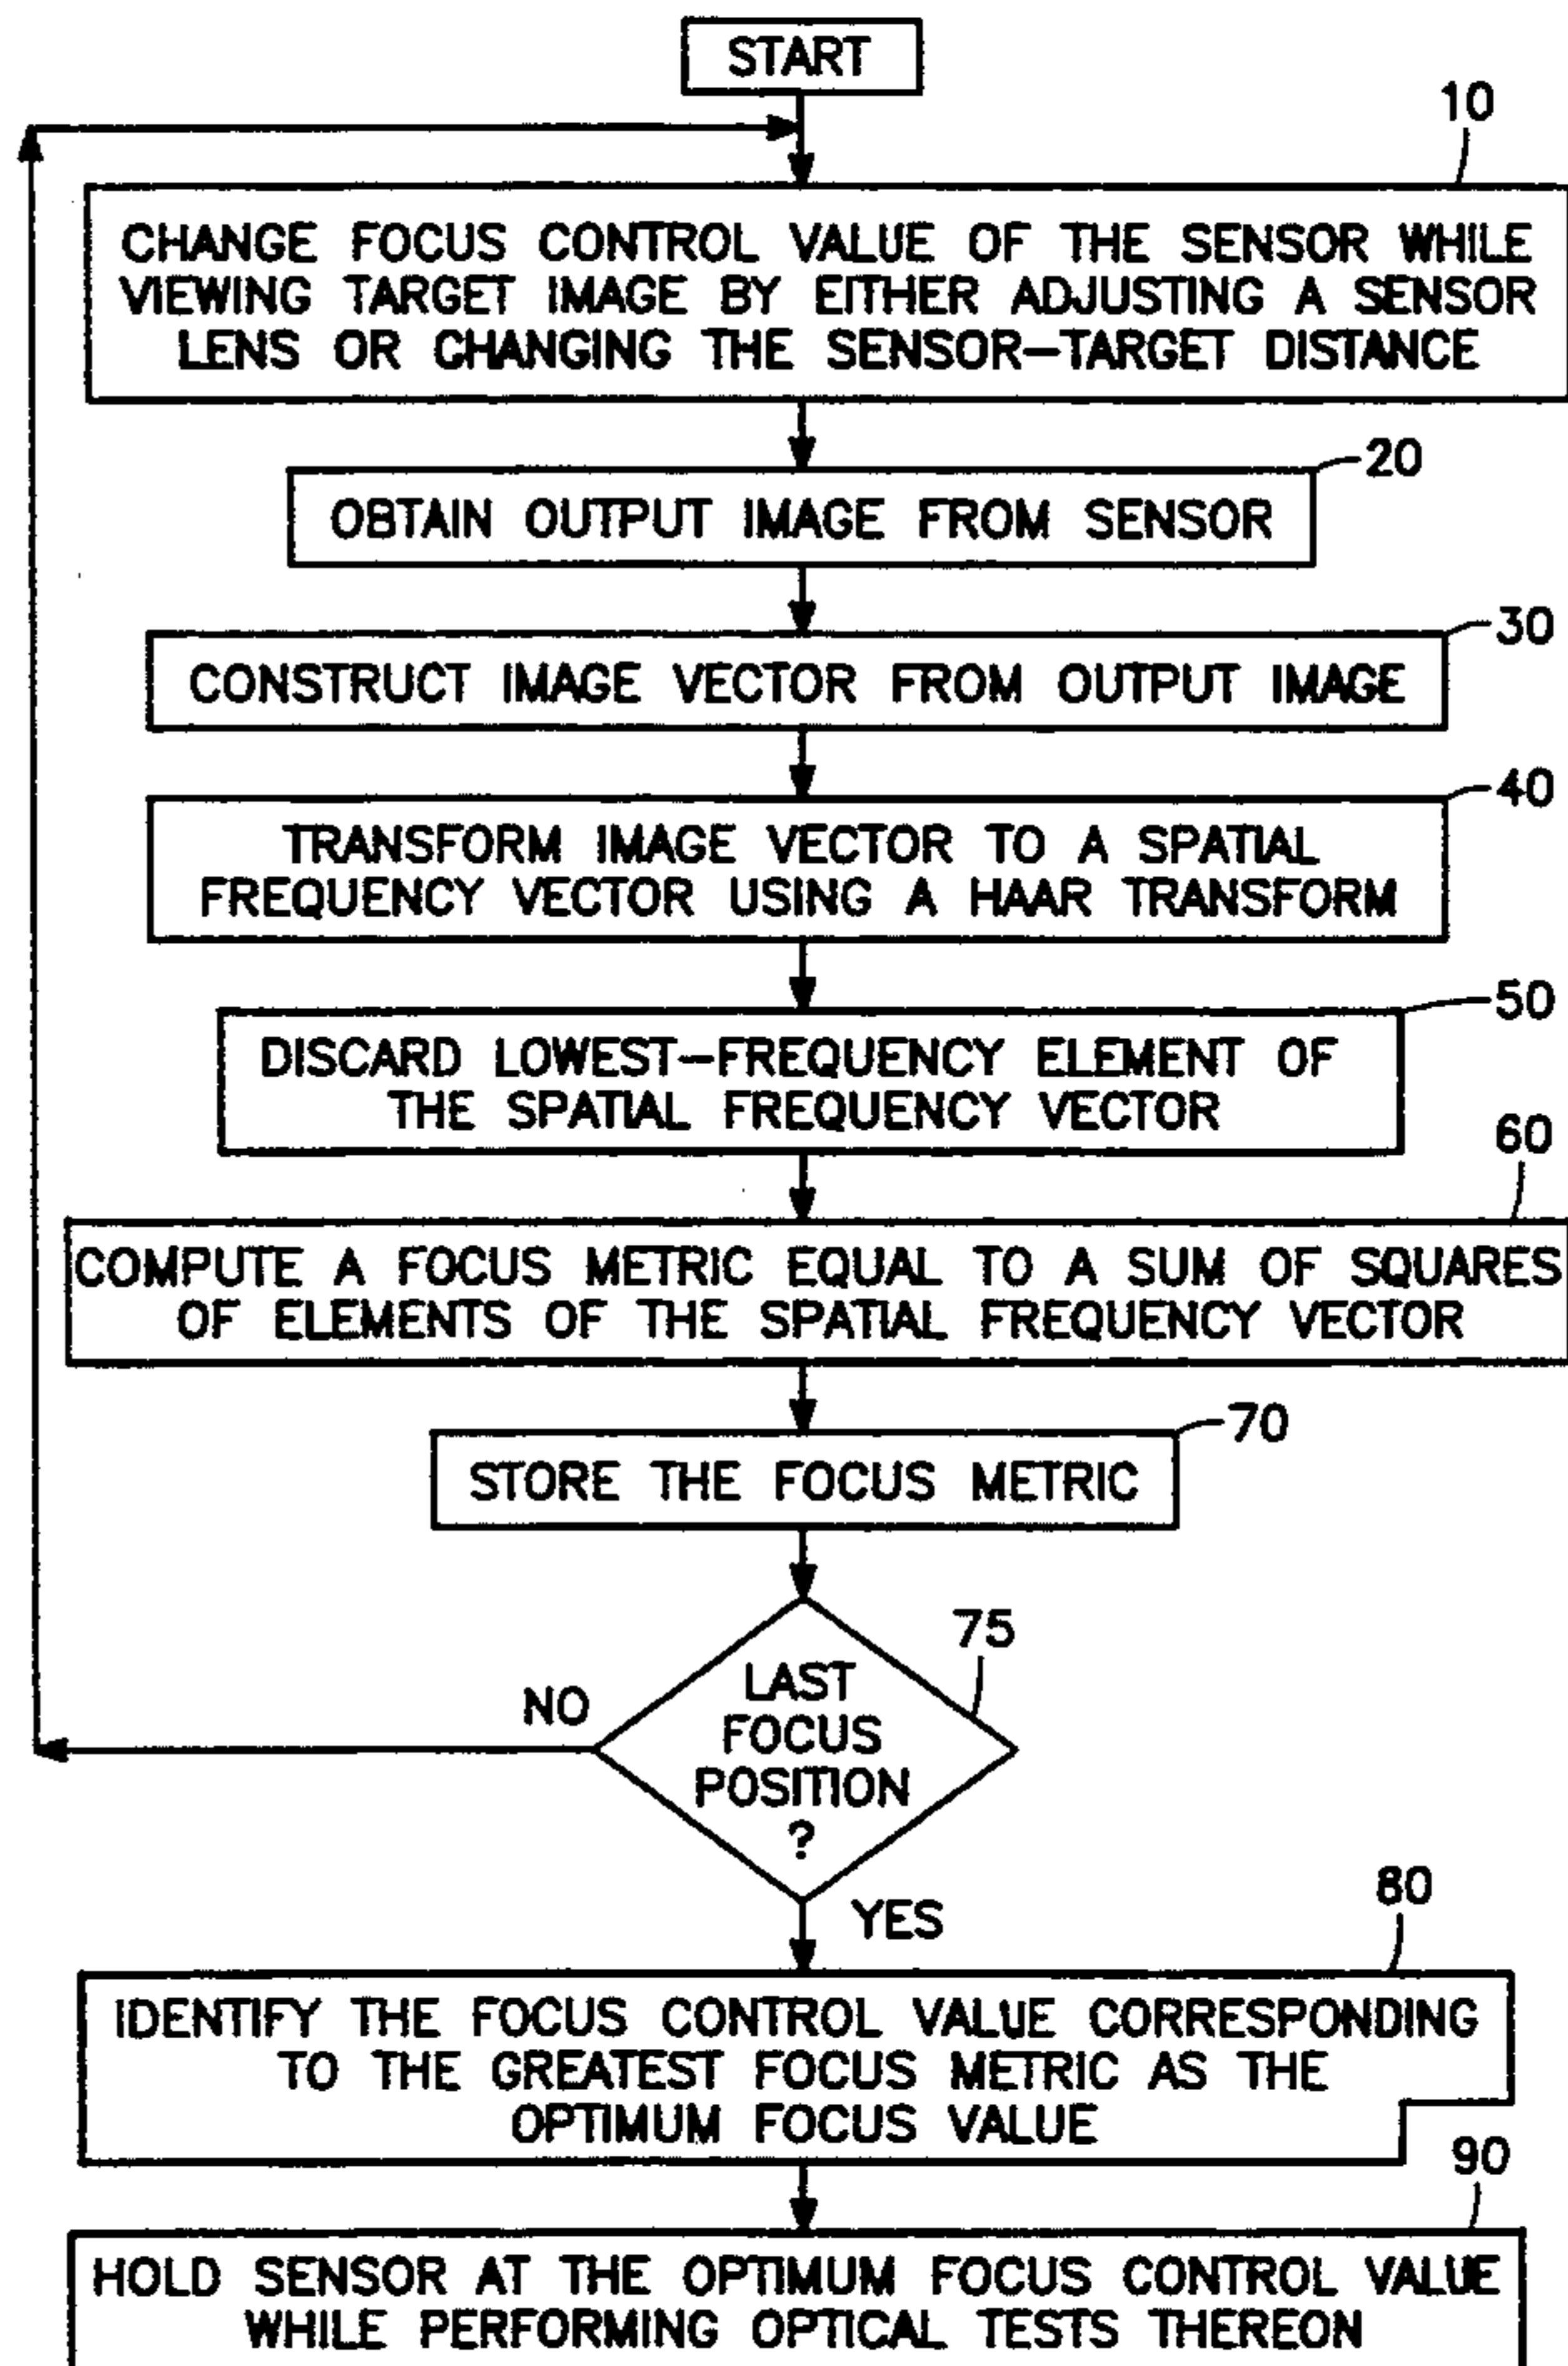 START
10
CHANGE FOCUS CONTROL VALUE OF THE SENSOR WHILE
VIEWING TARGET IMAGE BY EITHER ADJUSTING A SENSOR
LENS OR CHANGING THE SENSOR-TARGET DISTANCE
20
OBTAIN OUTPUT IMAGE FROM SENSOR
30
CONSTRUCT IMAGE VECTOR FROM OUTPUT IMAGE
40
TRANSFORM IMAGE VECTOR TO A SPATIAL
FREQUENCY VECTOR USING A HAAR TRANSFORM
50
DISCARD LOWEST-FREQUENCY ELEMENT OF
THE SPATIAL FREQUENCY VECTOR
60
COMPUTE A FOCUS METRIC EQUAL TO A SUM OF SQUARES
OF ELEMENTS OF THE SPATIAL FREQUENCY VECTOR
70
STORE THE FOCUS METRIC
75
LAST
FOCUS
POSITION
?
NO
YES
80
IDENTIFY THE FOCUS CONTROL VALUE CORRESPONDING
TO THE GREATEST FOCUS METRIC AS THE
OPTIMUM FOCUS VALUE
90
HOLD SENSOR AT THE OPTIMUM FOCUS CONTROL VALUE
WHILE PERFORMING OPTICAL TESTS THEREON